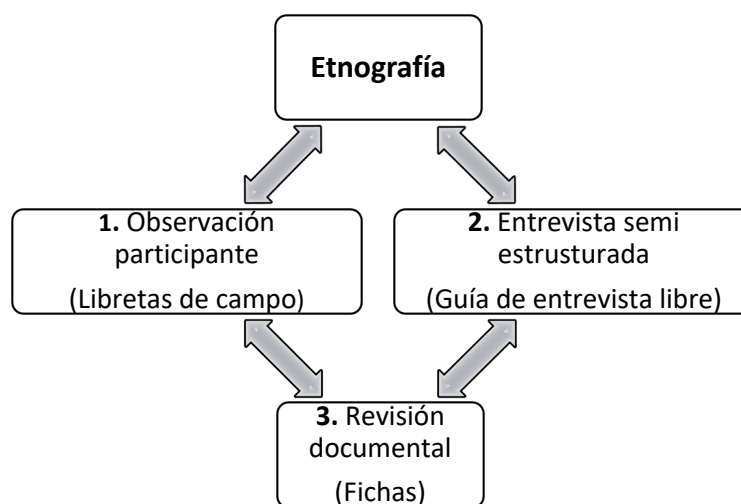 Etnografía
1. Observación
participante
(Libretas de campo)
2. Entrevista semi
estrusturada
(Guía de entrevista libre)
3. Revisión
documental
(Fichas)